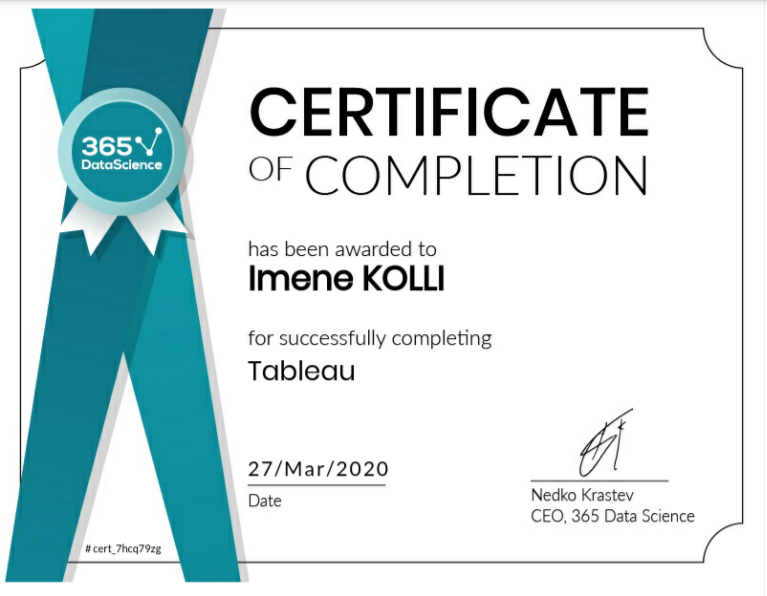 365
DataScience
CERTIFICATE
OF COMPLETION
has been awarded to
Imene KOLLI
for successfully completing
Tableau
27/Mar/2020
Date
Nedko Krastev
CEO, 365 Data Science
#cert_7hcq79zg